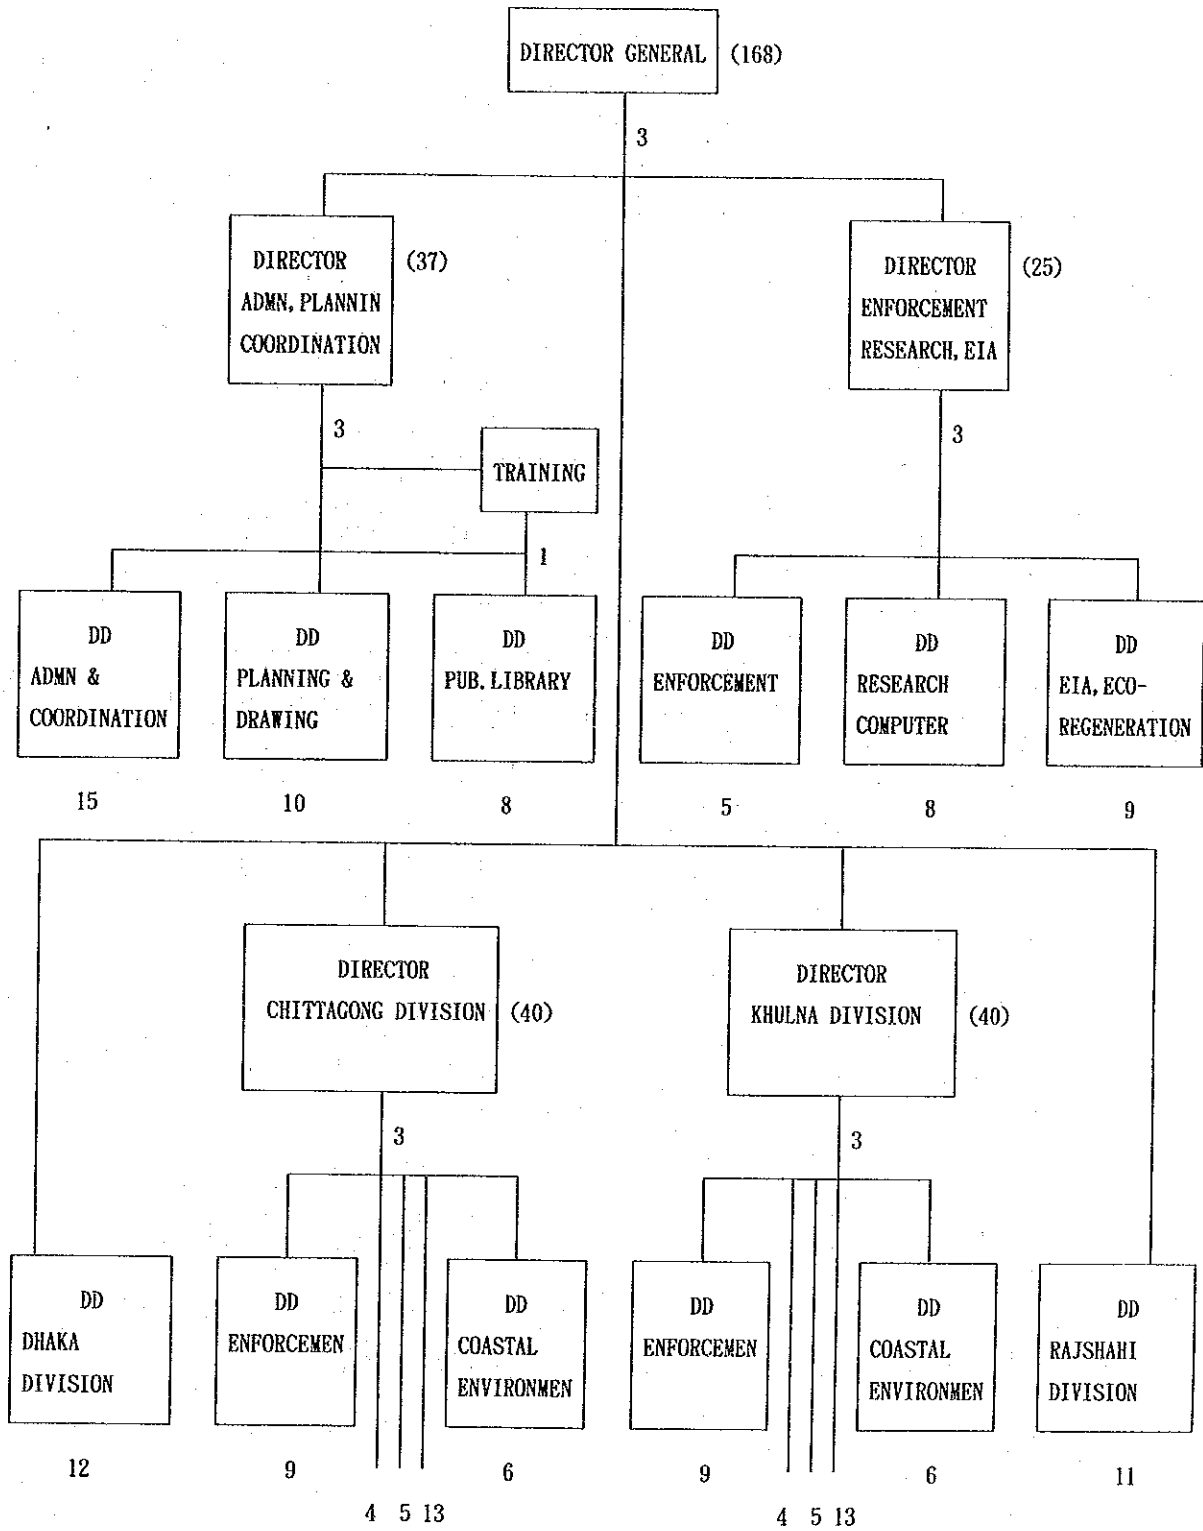 DIRECTOR GENERAL (168)
3
DIRECTOR (37)
ADMN, PLANNIN
COORDINATION
DIRECTOR (25)
ENFORCEMENT
RESEARCH, EIA
3
TRAINING
3
1
DD
ADMN &
COORDINATION
DD
PLANNING &
DRAWING
DD
PUB. LIBRARY
DD
ENFORCEMENT
DD
RESEARCH
COMPUTER
DD
EIA, ECO-
REGENERATION
15 10 8 5 8 9
DIRECTOR
CHITTAGONG DIVISION (40)
DIRECTOR
KHULNA DIVISION (40)
3 3
DD
DHAKA
DIVISION
DD
ENFORCEMEN
DD
COASTAL
ENVIRONMEN
DD
ENFORCEMEN
DD
COASTAL
ENVIRONMEN
DD
RAJSHAHI
DIVISION
12 9 6 9 6 11
4 5 13 4 5 13